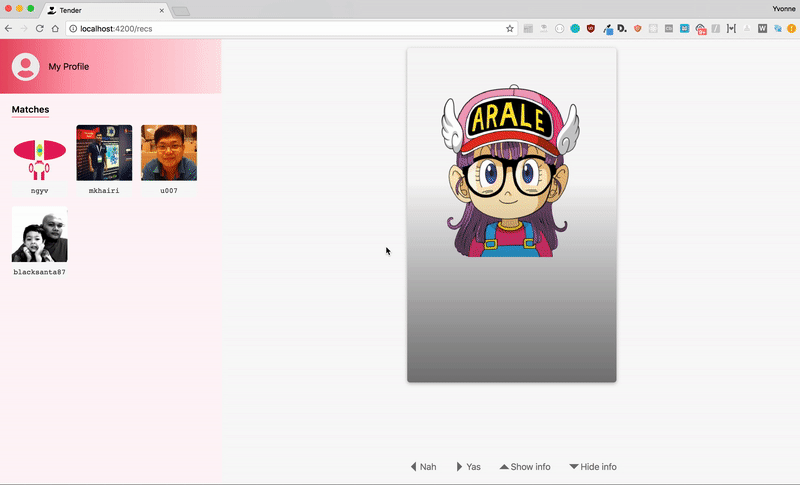 Tender
Yvonne
localhost:4200/recs
My Profile
Matches
ngyv
mkhairi
u007
blacksanta87
ARALE
Nah
Yas
Show info
Hide info